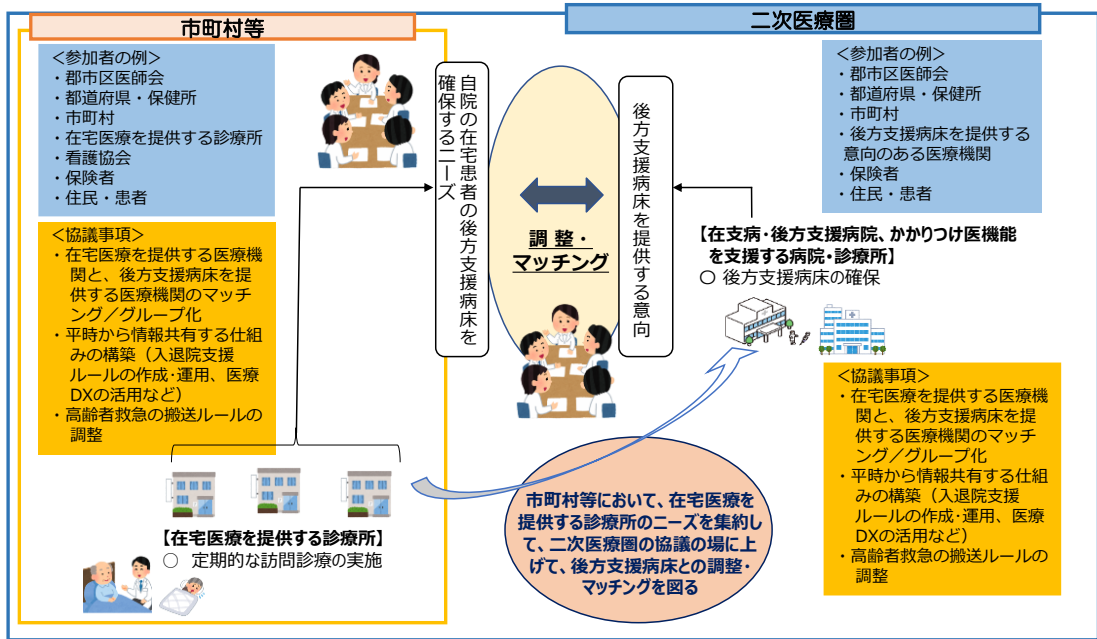 市町村等
＜参加者の例＞
・郡市区医師会
・都道府県・保健所
・市町村
・在宅医療を提供する診療所
・看護協会
・保険者
・住民・患者
＜協議事項＞
・在宅医療を提供する医療機
関と、後方支援病床を提
供する医療機関のマッチ
ング／グループ化
・平時から情報共有する仕組
みの構築（入退院支援
ルールの作成・運用、医療
DXの活用など）
・高齢者救急の搬送ルールの
調整
【在宅医療を提供する診療所】
○ 定期的な訪問診療の実施
自院の在宅患者の後方支援病床を
確保するニーズ
調整・
マッチング
後方支援病床を提供する意向
市町村等において、在宅医療を
提供する診療所のニーズを集約し
て、二次医療圏の協議の場に上
げて、後方支援病床との調整・
マッチングを図る
二次医療圏
＜参加者の例＞
・郡市区医師会
・都道府県・保健所
・市町村
・後方支援病床を提供する
意向のある医療機関
・保険者
・住民・患者
【在支病・後方支援病院、かかりつけ医機能
を支援する病院・診療所】
○ 後方支援病床の確保
＜協議事項＞
・在宅医療を提供する医療機
関と、後方支援病床を提
供する医療機関のマッチ
ング／グループ化
・平時から情報共有する仕組
みの構築（入退院支援
ルールの作成・運用、医療
DXの活用など）
・高齢者救急の搬送ルールの
調整